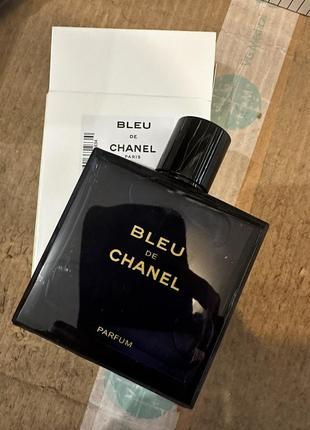 BLEU
DE
CHANEL
PARIS
BLEU
DE
CHANEL
PARFUM